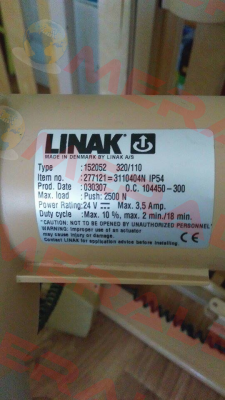 LINAK
MADE IN DENMARK BY LINAK A/S
Type : 152052 320/110
Item no. : 277121=3110404N IP54
Prod. Date : 030307 O.C. 104450-300
Max. load : Push: 2500 N
Power Rating: 24 V Max. 3,5 Amp.
Duty cycle : Max. 10 %, max. 2 min./18 min.
"CAUTION: NOT TO BE OPENED BY UNAUTHORIZED PERSONNEL"
WARNING: Improper use of an actuator
may cause injury and damage.
Contact LINAK for application advice before installing